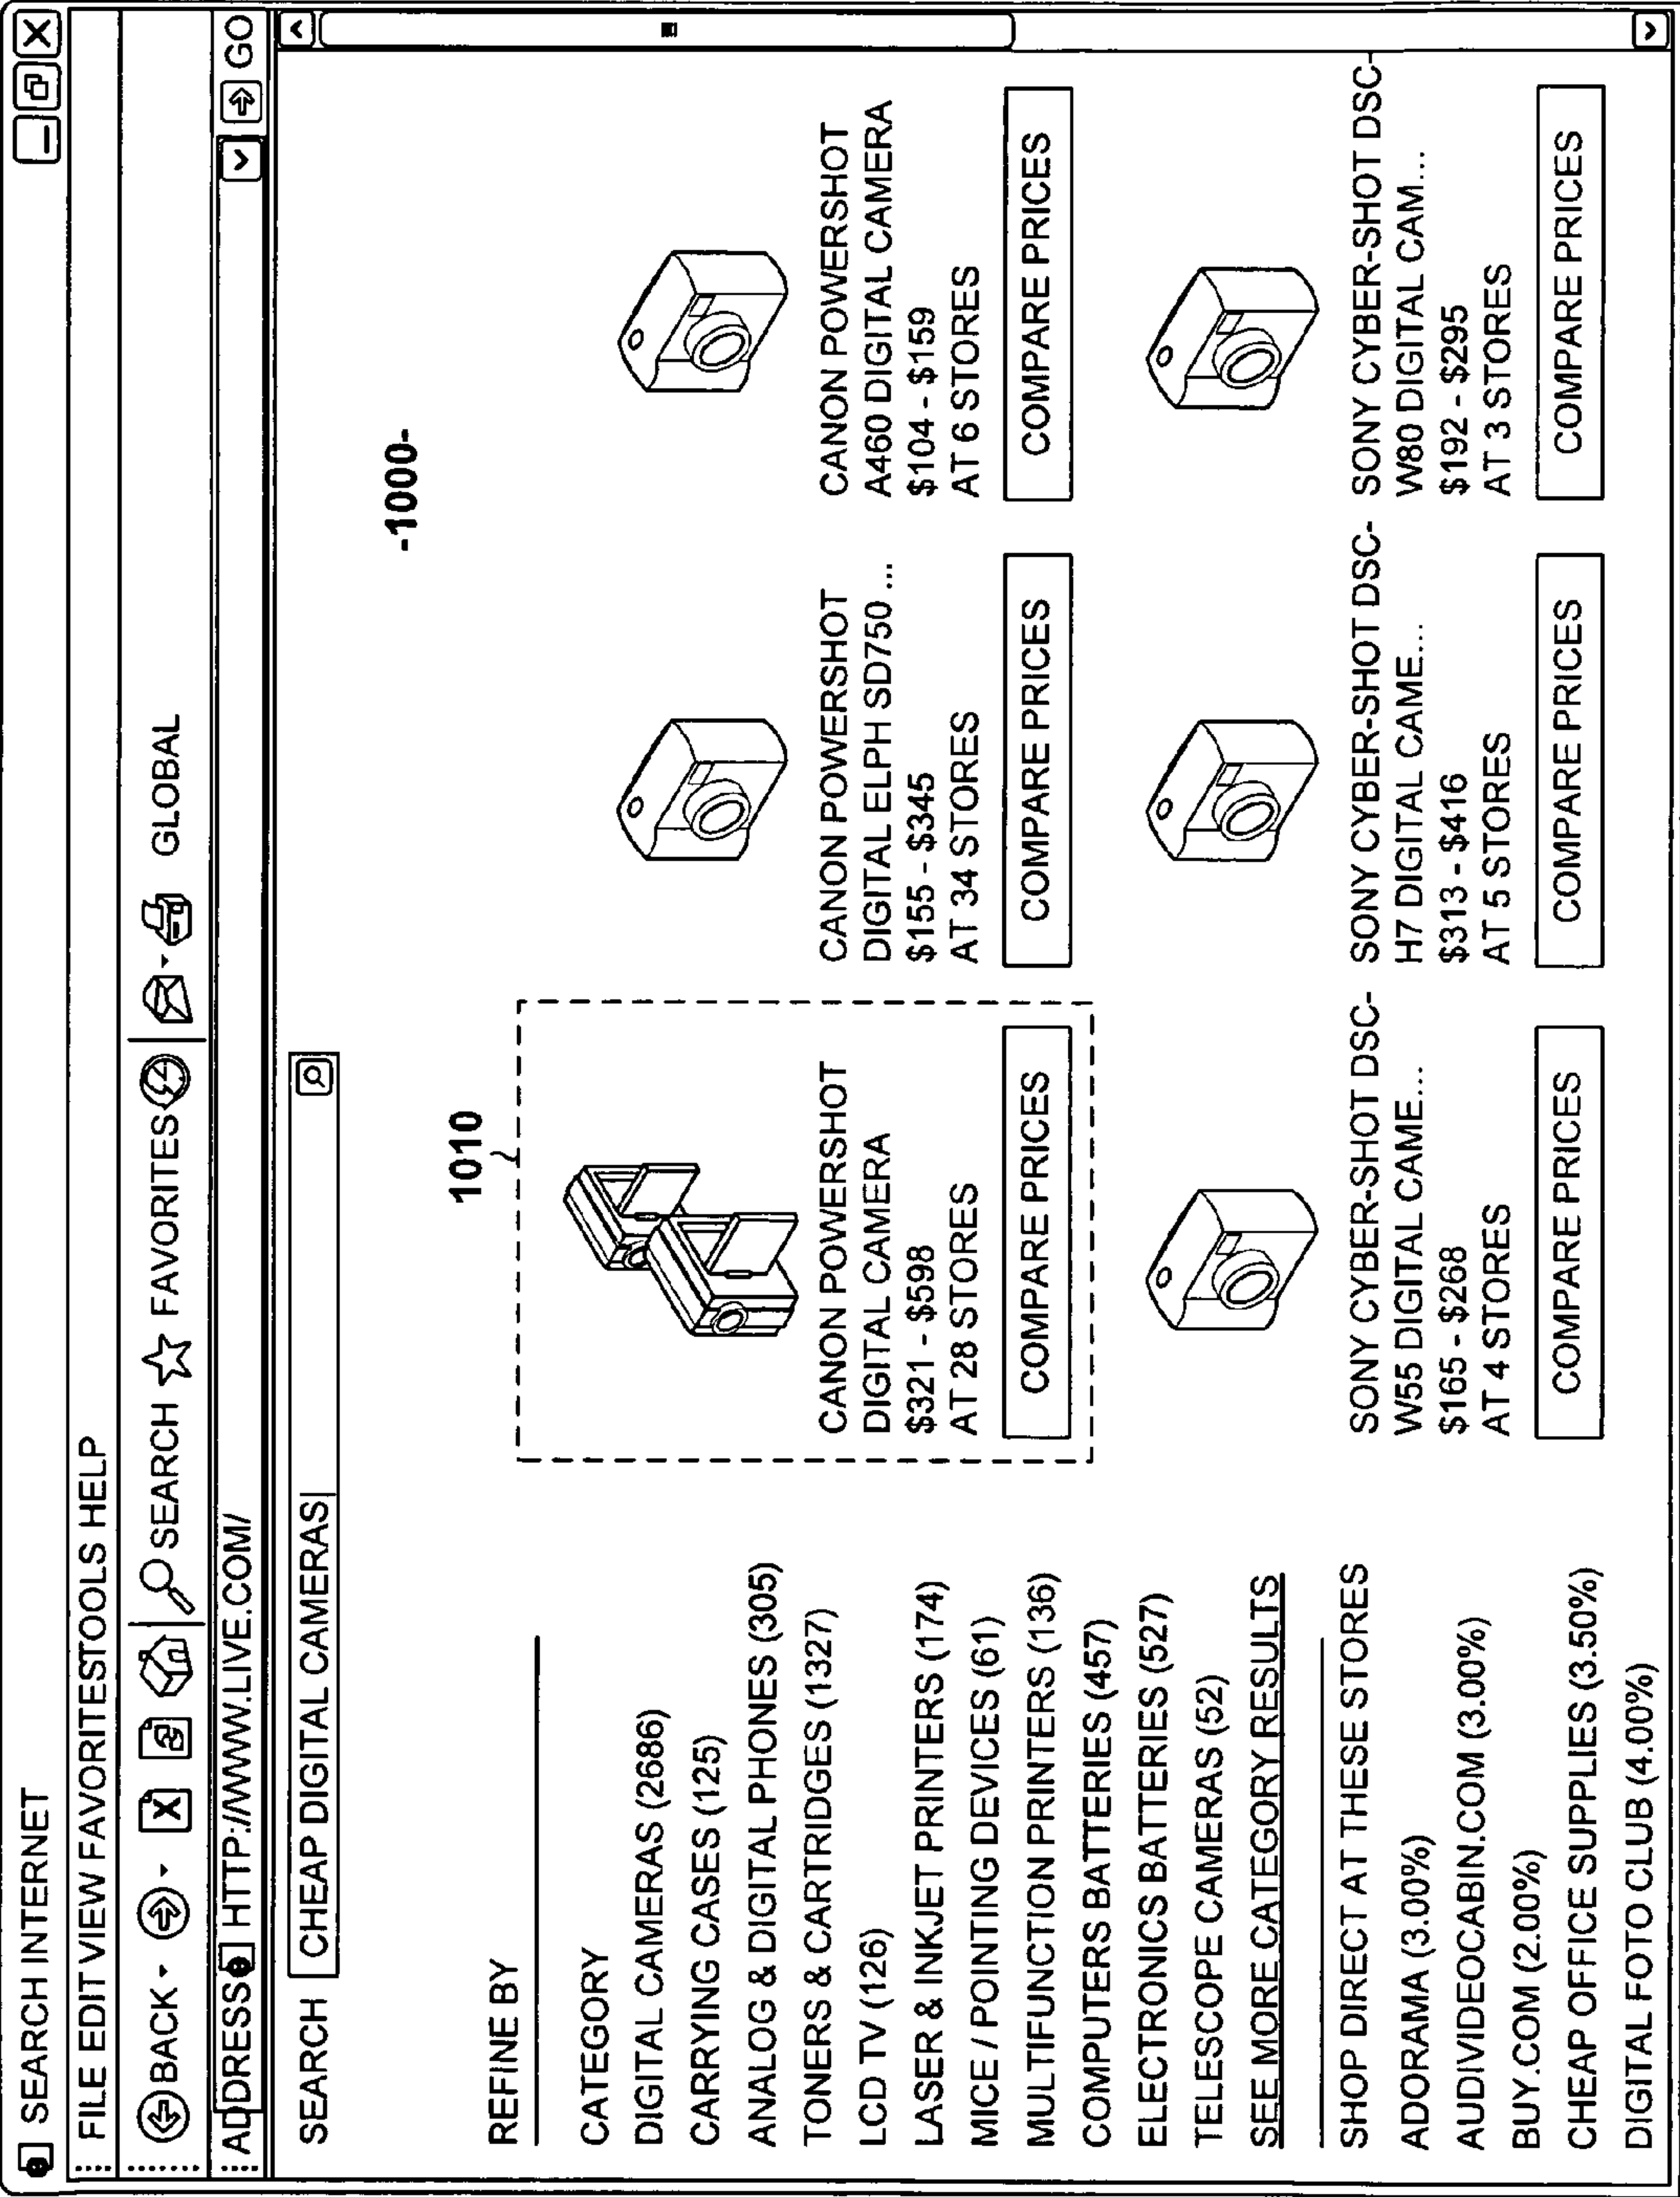 SEARCH INTERNET
FILE EDIT VIEW FAVORITESTOOLS HELP
BACK SEARCH FAVORITES GLOBAL
ADDRESS HTTP://WWW.LIVE.COM/ GO
SEARCH CHEAP DIGITAL CAMERAS
-1000-
1010
REFINE BY
CATEGORY
DIGITAL CAMERAS (2686)
CARRYING CASES (125)
ANALOG & DIGITAL PHONES (305)
TONERS & CARTRIDGES (1327)
LCD TV (126)
LASER & INKJET PRINTERS (174)
MICE / POINTING DEVICES (61)
MULTIFUNCTION PRINTERS (136)
COMPUTERS BATTERIES (457)
ELECTRONICS BATTERIES (527)
TELESCOPE CAMERAS (52)
SEE MORE CATEGORY RESULTS
SHOP DIRECT AT THESE STORES
ADORAMA (3.00%)
AUDIVIDEOCABIN.COM (3.00%)
BUY.COM (2.00%)
CHEAP OFFICE SUPPLIES (3.50%)
DIGITAL FOTO CLUB (4.00%)
CANON POWERSHOT
DIGITAL CAMERA
$321 - $598
AT 28 STORES
COMPARE PRICES
CANON POWERSHOT
DIGITAL ELPH SD750 ...
$155 - $345
AT 34 STORES
COMPARE PRICES
CANON POWERSHOT
A460 DIGITAL CAMERA
$104 - $159
AT 6 STORES
COMPARE PRICES
SONY CYBER-SHOT DSC-
W55 DIGITAL CAME...
$165 - $268
AT 4 STORES
COMPARE PRICES
SONY CYBER-SHOT DSC-
H7 DIGITAL CAME...
$313 - $416
AT 5 STORES
COMPARE PRICES
SONY CYBER-SHOT DSC-
W80 DIGITAL CAM...
$192 - $295
AT 3 STORES
COMPARE PRICES